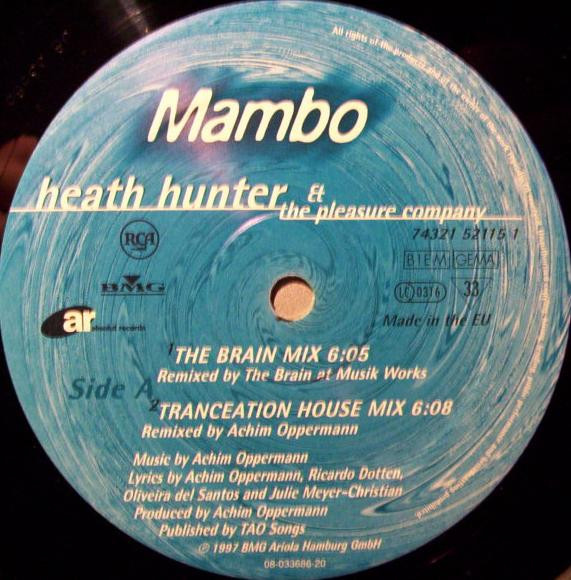 All rights of the producer and of the owner of the work
Mambo
heath hunter &
the pleasure company
RCA
74321 52115 1
BIEM GEMA
BMG
LC 0316 33
ar absolut records
Made in the EU
1 THE BRAIN MIX 6:05
Remixed by The Brain at Musik Works
Side A
2 TRANCEATION HOUSE MIX 6:08
Remixed by Achim Oppermann
Music by Achim Oppermann
Lyrics by Achim Oppermann, Ricardo Dotten,
Oliveira del Santos and Julie Meyer-Christian
Produced by Achim Oppermann
Published by TAO Songs
℗ 1997 BMG Ariola Hamburg GmbH
08-033686-20